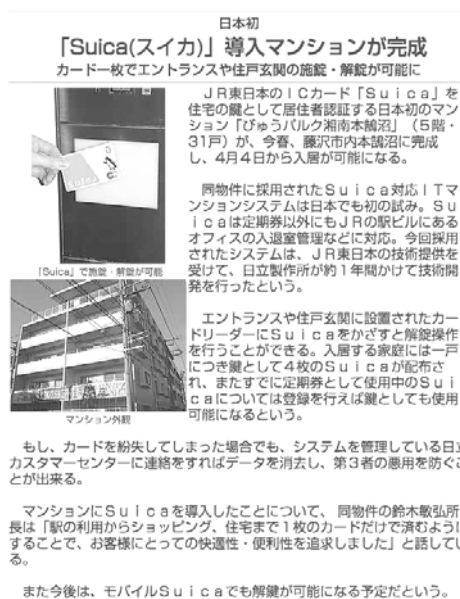 日本初
「Suica(スイカ)」導入マンションが完成
カード一枚でエントランスや住戸玄関の施錠・解錠が可能に
ＪＲ東日本のＩＣカード「Ｓｕｉｃａ」を
住宅の鍵として居住者認証する日本初のマン
ション「びゅうパルク湘南本鵠沼」（５階・
31戸）が、今春、藤沢市内本鵠沼に完成
し、４月４日から入居が可能になる。
同物件に採用されたＳｕｉｃａ対応ＩＴマ
ンションシステムは日本でも初の試み。Ｓｕ
ｉｃａは定期券以外にもＪＲの駅ビルにある
オフィスの入退室管理などに対応。今回採用
されたシステムは、ＪＲ東日本の技術提供を
受けて、日立製作所が約１年間かけて技術開
発を行ったという。
「Suica」で施錠・解錠が可能
エントランスや住戸玄関に設置されたカー
ドリーダーにＳｕｉｃａをかざすと解錠操作
を行うことができる。入居する家庭には一戸
につき鍵として４枚のＳｕｉｃａが配布さ
れ、またすでに定期券として使用中のＳｕｉ
ｃａについては登録を行えば鍵としても使用
可能になるという。
マンション外観
もし、カードを紛失してしまった場合でも、システムを管理している日立
カスタマーセンターに連絡をすればデータを消去し、第３者の悪用を防ぐこ
とが出来る。
マンションにＳｕｉｃａを導入したことについて、 同物件の鈴木敏弘所
長は「駅の利用からショッピング、住宅まで１枚のカードだけで済むように
することで、お客様にとっての快適性・便利性を追求しました」と話してい
る。
また今後は、モバイルＳｕｉｃａでも解鍵が可能になる予定だという。